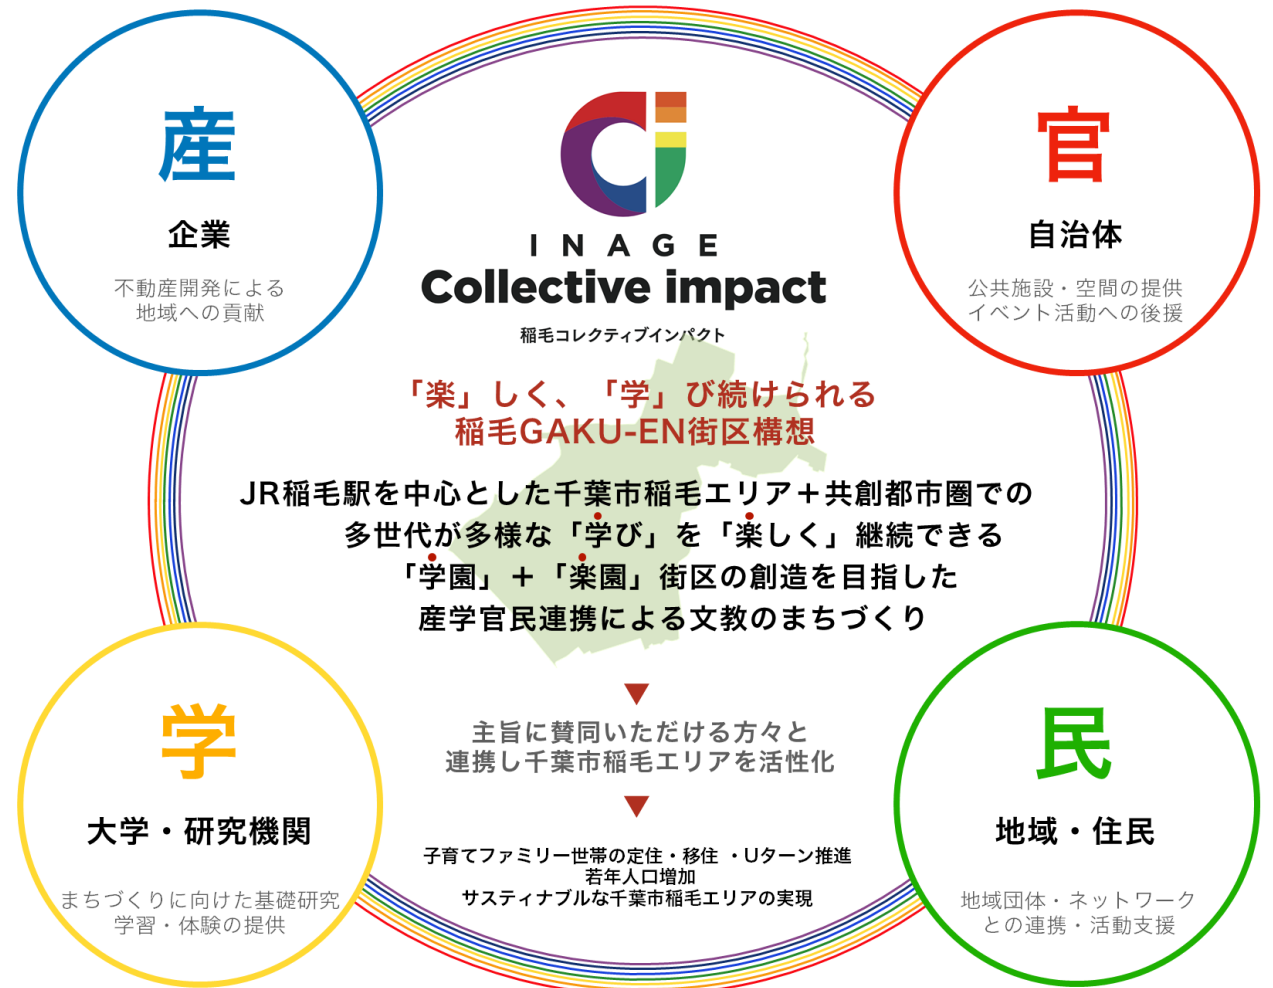 産
企業
不動産開発による
地域への貢献
官
自治体
公共施設・空間の提供
イベント活動への後援
Ci
INAGE
Collective impact
稲毛コレクティブインパクト
「楽」しく、「学」び続けられる
稲毛GAKU-EN街区構想
JR稲毛駅を中心とした千葉市稲毛エリア＋共創都市圏での
多世代が多様な「学び」を「楽しく」継続できる
「学園」＋「楽園」街区の創造を目指した
産学官民連携による文教のまちづくり
主旨に賛同いただける方々と
連携し千葉市稲毛エリアを活性化
子育てファミリー世帯の定住・移住 ・Uターン推進
若年人口増加
サスティナブルな千葉市稲毛エリアの実現
学
大学・研究機関
まちづくりに向けた基礎研究
学習・体験の提供
民
地域・住民
地域団体・ネットワーク
との連携・活動支援